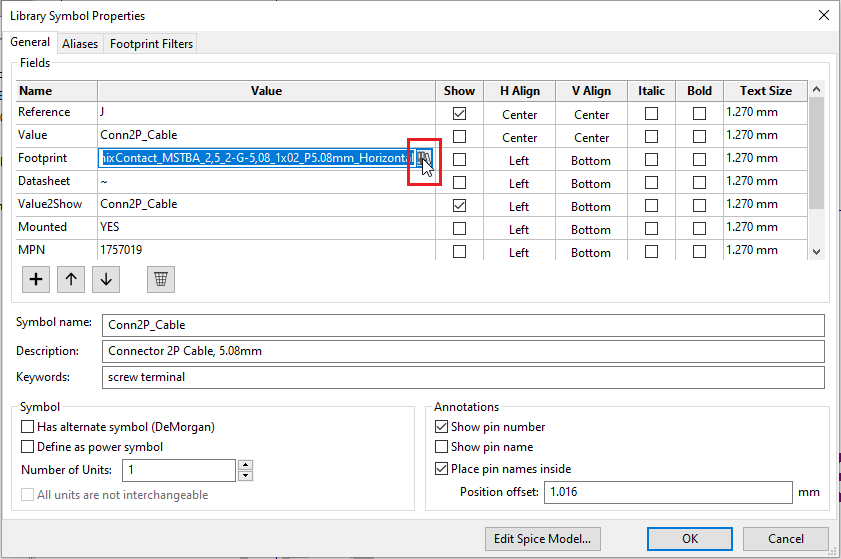 Library Symbol Properties
General Aliases Footprint Filters
Fields
Name Value Show H Align V Align Italic Bold Text Size
Reference J Center Center 1.270 mm
Value Conn2P_Cable Center Center 1.270 mm
Footprint nixContact_MSTBA_2,5_2-G-5,08_1x02_P5.08mm_Horizontal Left Bottom 1.270 mm
Datasheet ~ Left Bottom 1.270 mm
Value2Show Conn2P_Cable Left Bottom 1.270 mm
Mounted YES Left Bottom 1.270 mm
MPN 1757019 Left Bottom 1.270 mm
Symbol name: Conn2P_Cable
Description: Connector 2P Cable, 5.08mm
Keywords: screw terminal
Symbol Annotations
Has alternate symbol (DeMorgan) Show pin number
Define as power symbol Show pin name
Number of Units: 1 Place pin names inside
All units are not interchangeable Position offset: 1.016 mm
Edit Spice Model... OK Cancel